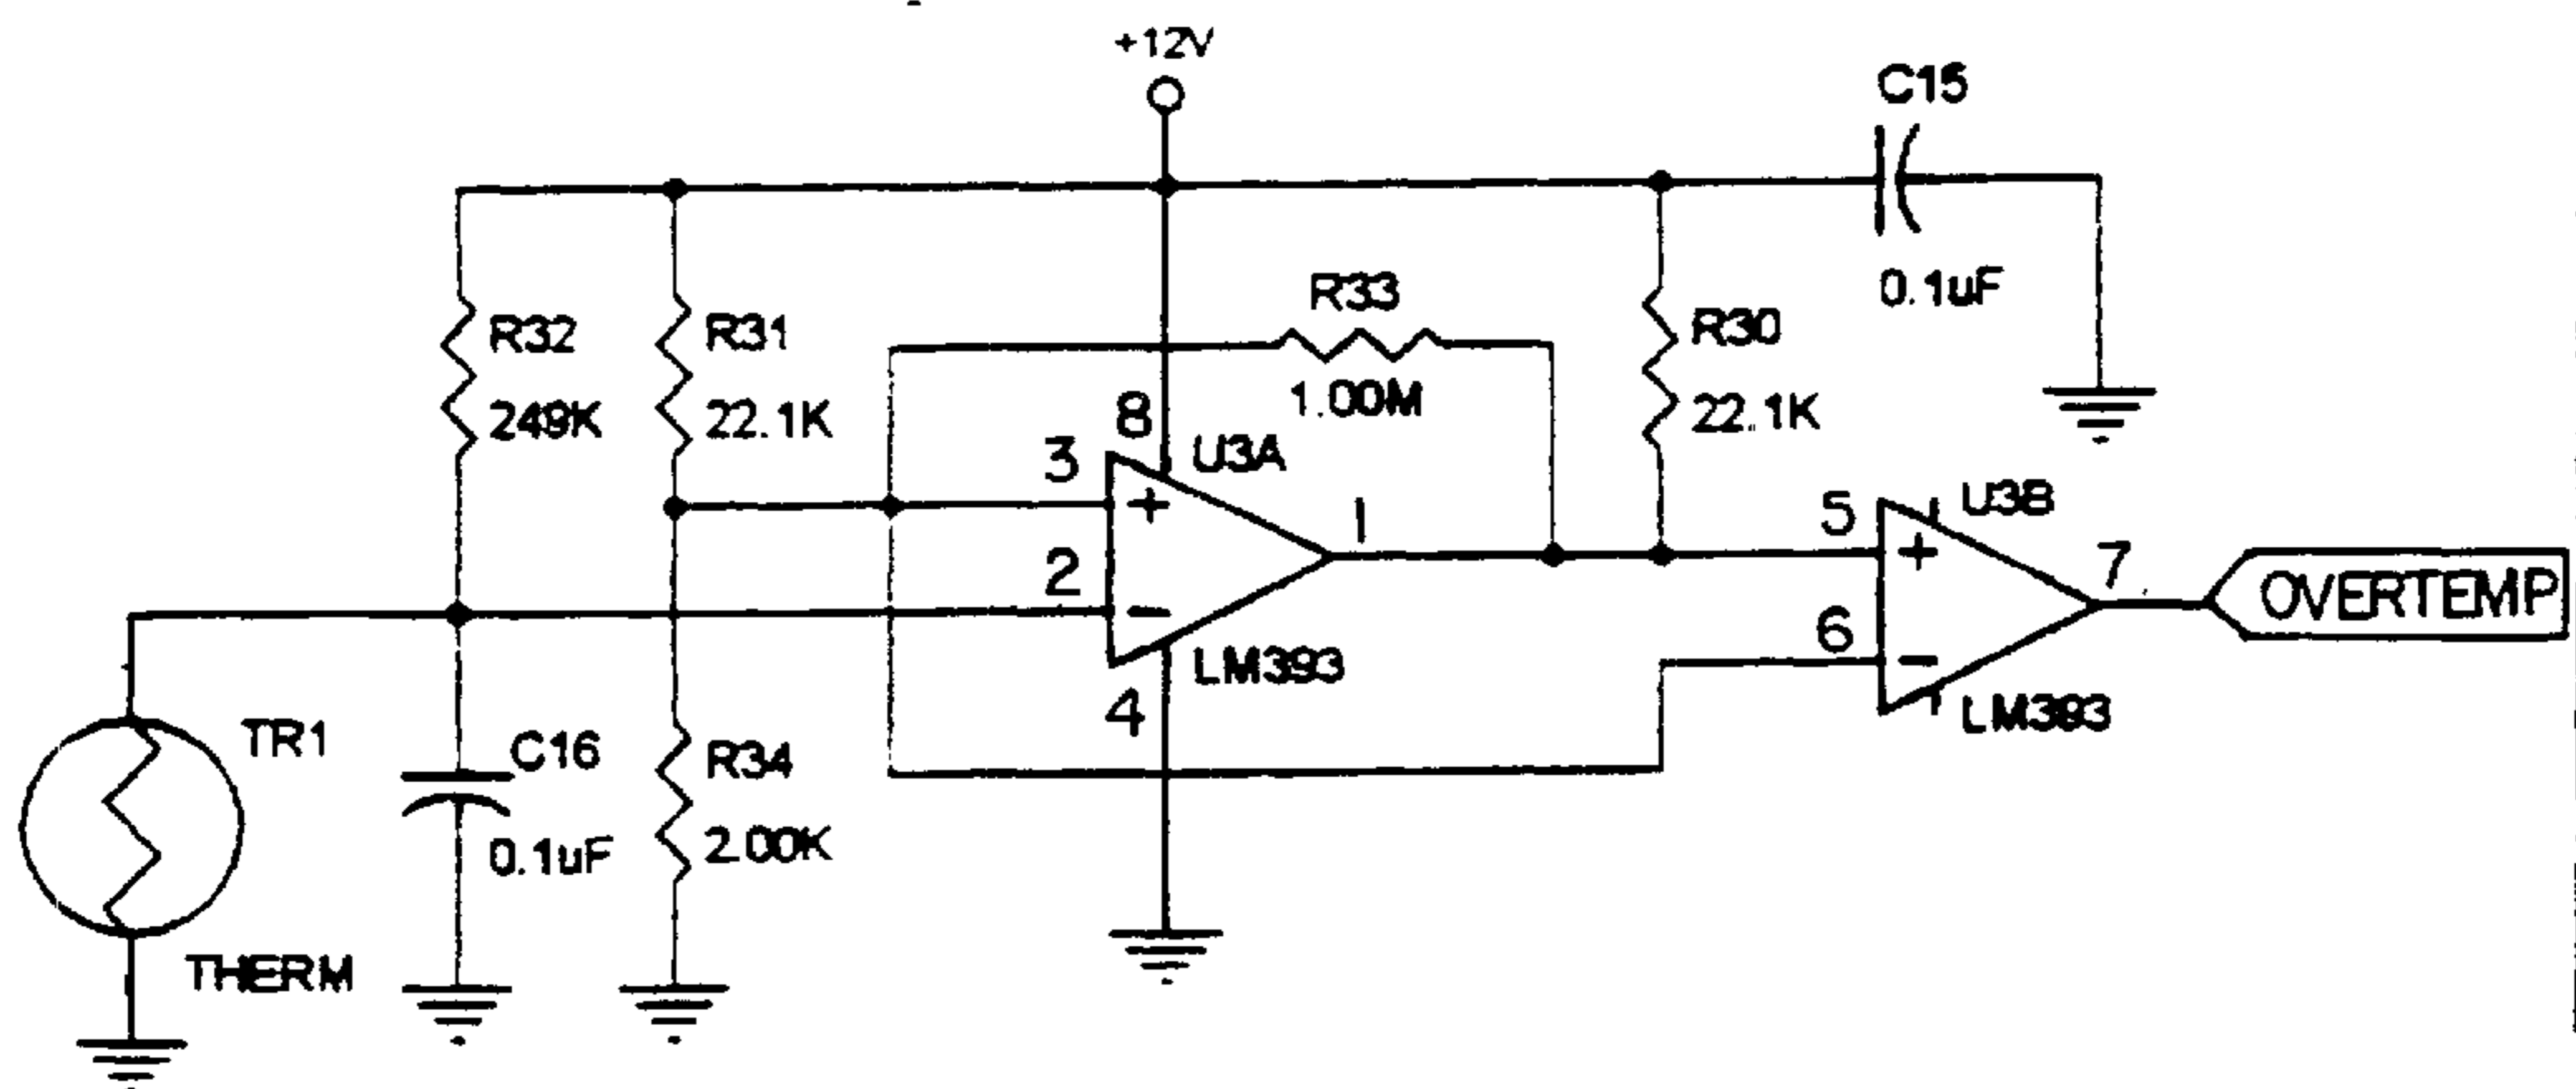 +12V
C15
0.1uF
R33
1.00M
R32
249K
R31
22.1K
R30
22.1K
8
3
U3A
+
1
2
-
LM393
4
5
U3B
+
7
OVERTEMP
6
-
LM393
TR1
THERM
C16
0.1uF
R34
2.00K